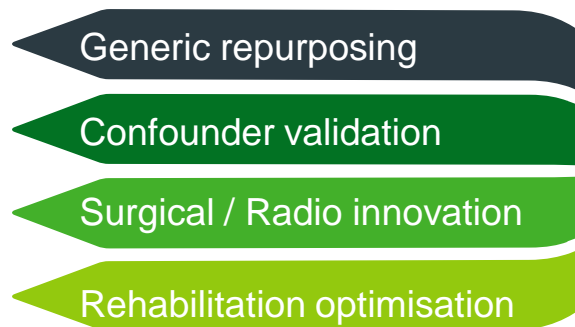 Generic repurposing
Confounder validation
Surgical / Radio innovation
Rehabilitation optimisation